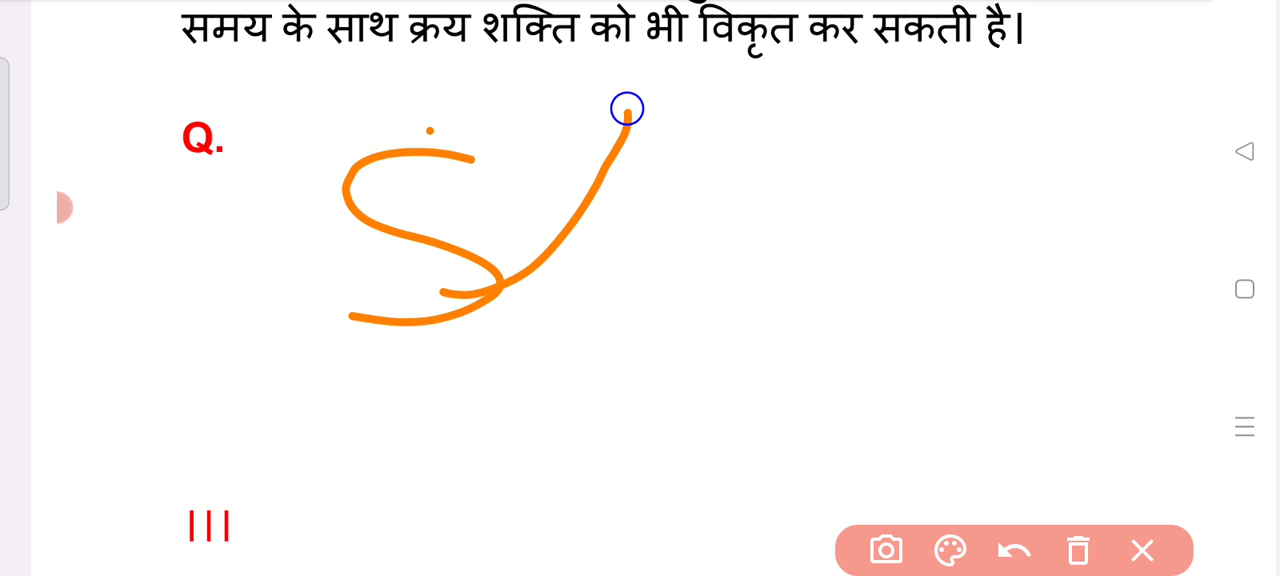 समय के साथ क्रय शक्ति को भी विकृत कर सकती है।
Q.
S
|||